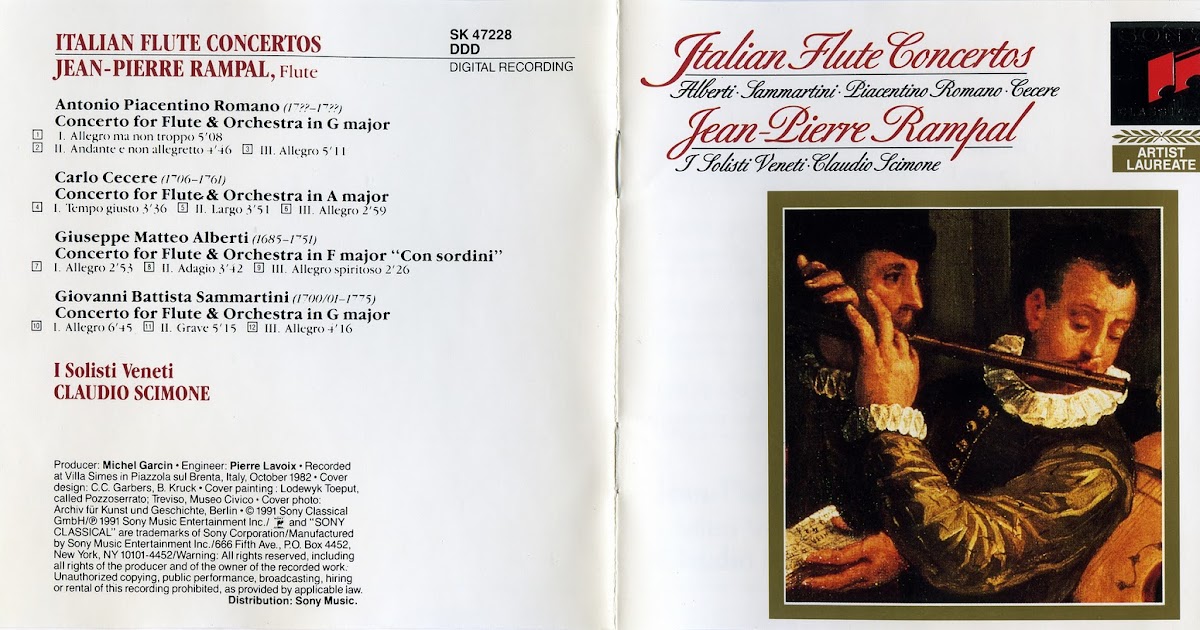 ITALIAN FLUTE CONCERTOS
JEAN-PIERRE RAMPAL, Flute
SK 47228
DDD
DIGITAL RECORDING
Antonio Piacentino Romano (17??–17??)
Concerto for Flute & Orchestra in G major
1 I. Allegro ma non troppo 5’08
2 II. Andante e non allegretto 4’46 3 III. Allegro 5’11
Carlo Cecere (1706–1761)
Concerto for Flute & Orchestra in A major
4 I. Tempo giusto 3’36 5 II. Largo 3’51 6 III. Allegro 2’59
Giuseppe Matteo Alberti (1685–1751)
Concerto for Flute & Orchestra in F major “Con sordini”
7 I. Allegro 2’53 8 II. Adagio 3’42 9 III. Allegro spiritoso 2’26
Giovanni Battista Sammartini (1700/01–1775)
Concerto for Flute & Orchestra in G major
10 I. Allegro 6’45 11 II. Grave 5’15 12 III. Allegro 4’16
I Solisti Veneti
CLAUDIO SCIMONE
Producer: Michel Garcin • Engineer: Pierre Lavoix • Recorded
at Villa Simes in Piazzola sul Brenta, Italy, October 1982 • Cover
design: C.C. Garbers, B. Kruck • Cover painting: Lodewyk Toeput,
called Pozzoserrato; Treviso, Museo Civico • Cover photo:
Archiv für Kunst und Geschichte, Berlin • © 1991 Sony Classical
GmbH/℗ 1991 Sony Music Entertainment Inc./ and “SONY
CLASSICAL” are trademarks of Sony Corporation/Manufactured
by Sony Music Entertainment Inc./666 Fifth Ave., P.O. Box 4452,
New York, NY 10101-4452/Warning: All rights reserved, including
all rights of the producer and of the owner of the recorded work.
Unauthorized copying, public performance, broadcasting, hiring
or rental of this recording prohibited, as provided by applicable law.
Distribution: Sony Music.
Italian Flute Concertos
Alberti · Sammartini · Piacentino Romano · Cecere
Jean-Pierre Rampal
I Solisti Veneti · Claudio Scimone
SONY
CLASSICAL
ARTIST
LAUREATE